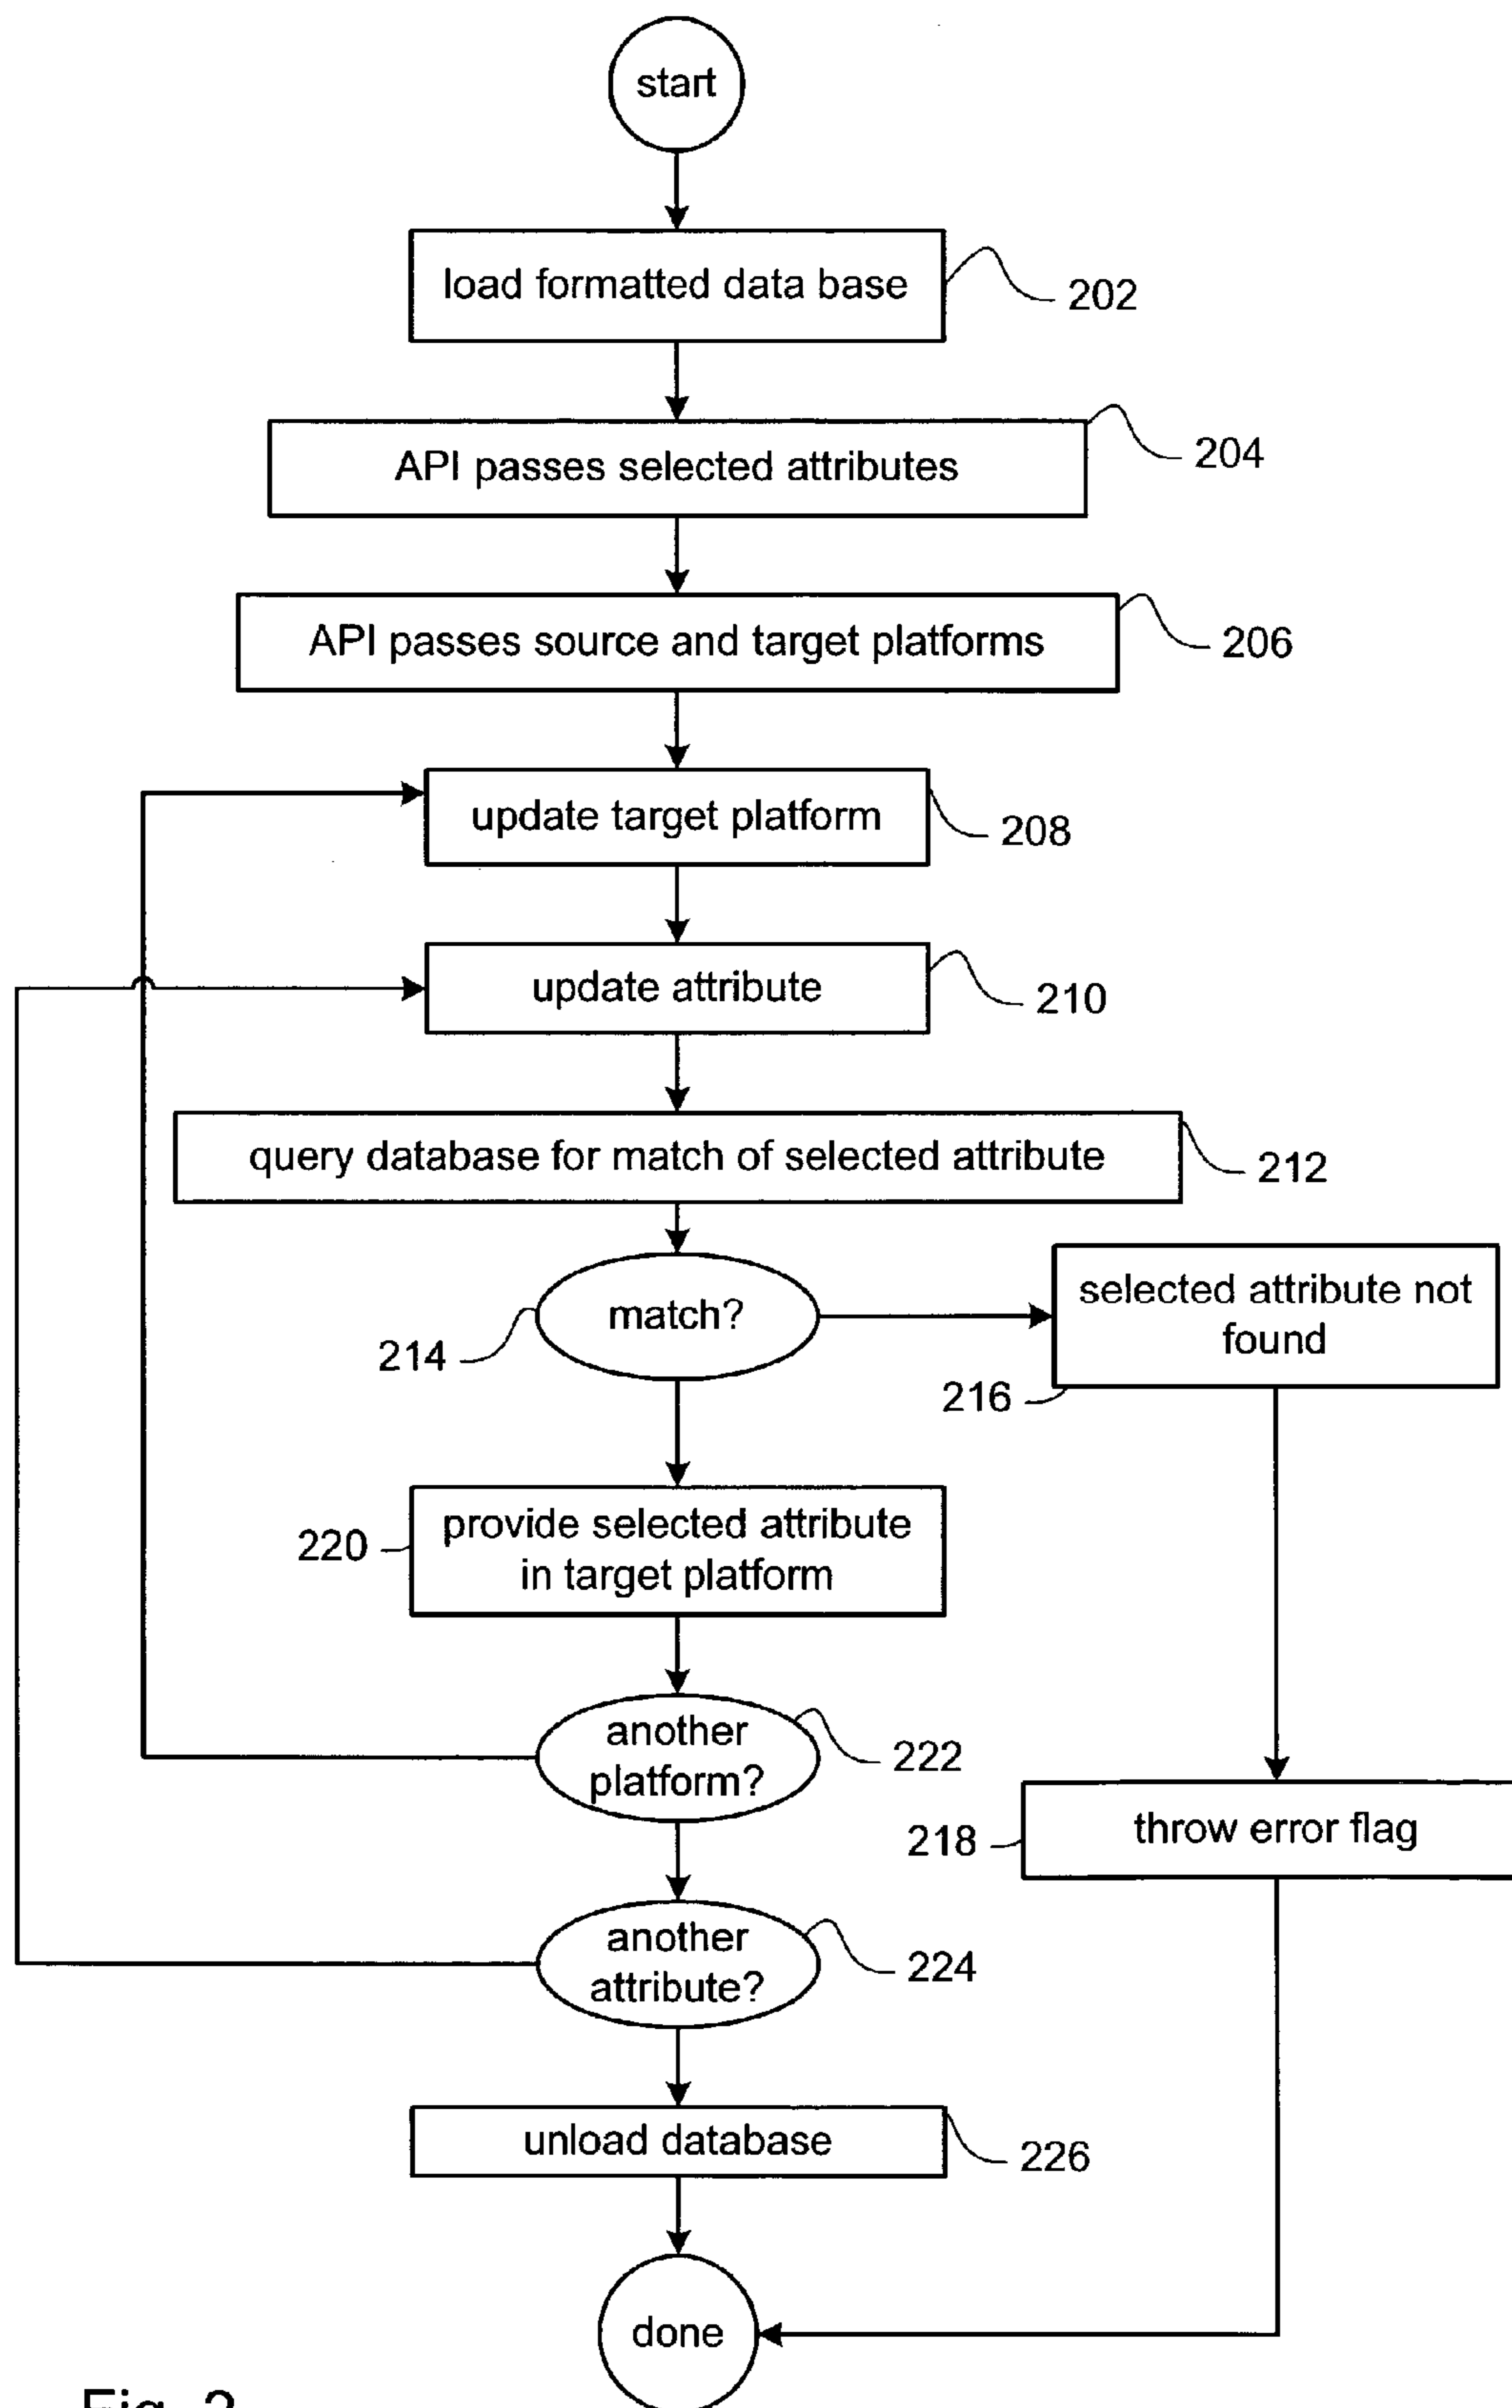 start
load formatted data base
202
API passes selected attributes
204
API passes source and target platforms
206
update target platform
208
update attribute
210
query database for match of selected attribute
212
match?
214
selected attribute not
found
216
provide selected attribute
in target platform
220
another
platform?
222
throw error flag
218
another
attribute?
224
unload database
226
done
Fig. 2